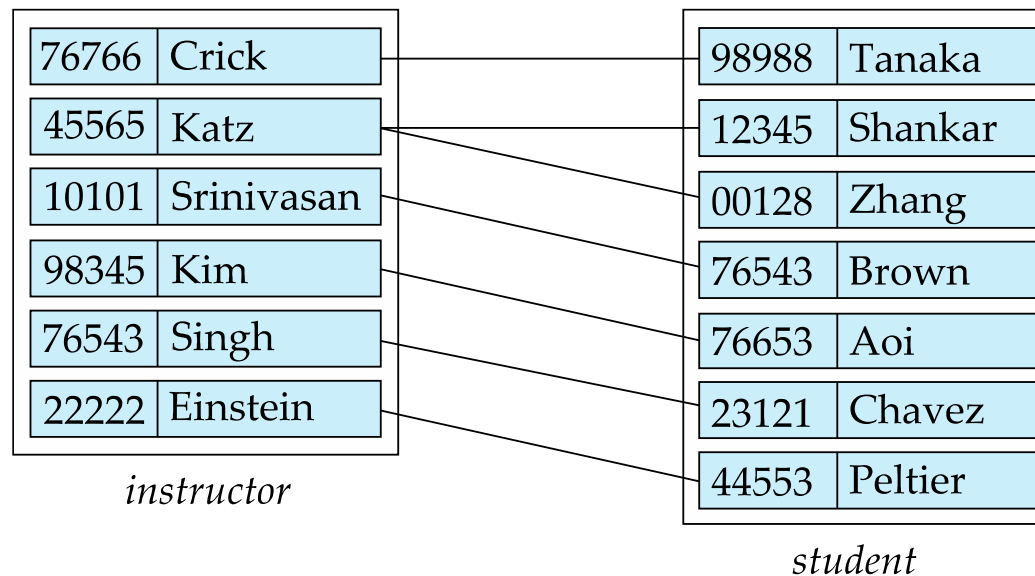 76766 Crick
45565 Katz
10101 Srinivasan
98345 Kim
76543 Singh
22222 Einstein
instructor
98988 Tanaka
12345 Shankar
00128 Zhang
76543 Brown
76653 Aoi
23121 Chavez
44553 Peltier
student